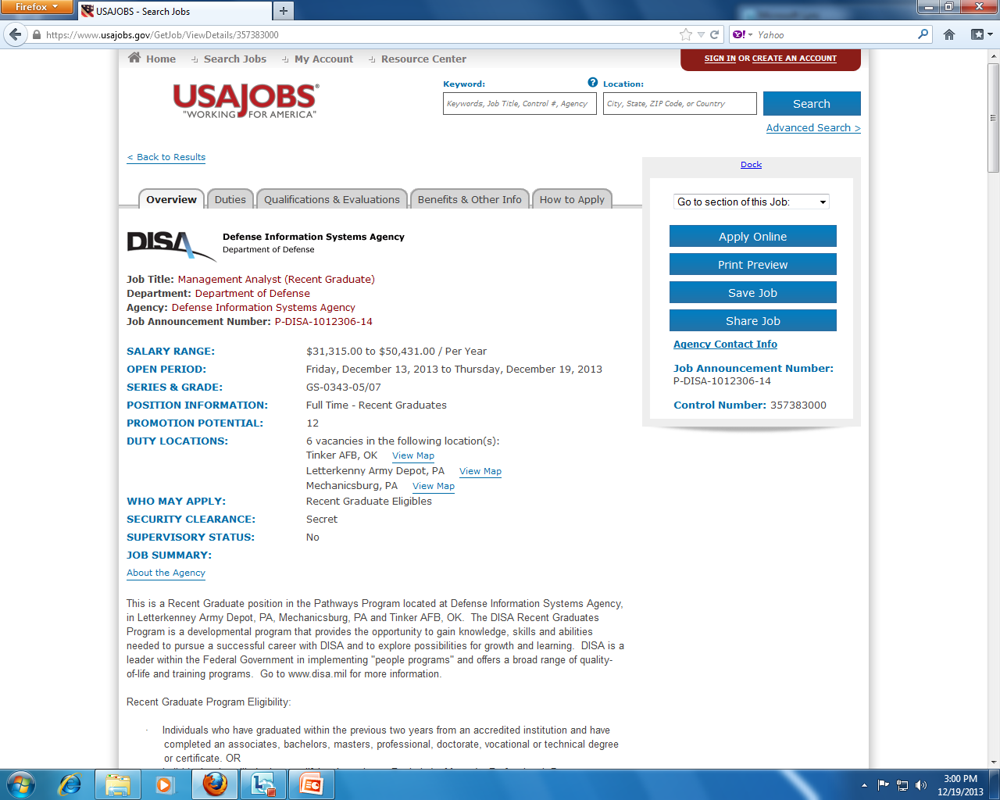 Firefox
USAJOBS - Search Jobs
https://www.usajobs.gov/GetJob/ViewDetails/357383000
Yahoo
Home
Search Jobs
My Account
Resource Center
SIGN IN OR CREATE AN ACCOUNT
USAJOBS®
"WORKING FOR AMERICA"
Keyword:
Location:
Keywords, Job Title, Control #, Agency
City, State, ZIP Code, or Country
Search
Advanced Search >
< Back to Results
Dock
Overview
Duties
Qualifications & Evaluations
Benefits & Other Info
How to Apply
Go to section of this Job:
Apply Online
Print Preview
Save Job
Share Job
Agency Contact Info
Job Announcement Number:
P-DISA-1012306-14
Control Number: 357383000
DISA
Defense Information Systems Agency
Department of Defense
Job Title: Management Analyst (Recent Graduate)
Department: Department of Defense
Agency: Defense Information Systems Agency
Job Announcement Number: P-DISA-1012306-14
SALARY RANGE: $31,315.00 to $50,431.00 / Per Year
OPEN PERIOD: Friday, December 13, 2013 to Thursday, December 19, 2013
SERIES & GRADE: GS-0343-05/07
POSITION INFORMATION: Full Time - Recent Graduates
PROMOTION POTENTIAL: 12
DUTY LOCATIONS: 6 vacancies in the following location(s):
Tinker AFB, OK View Map
Letterkenny Army Depot, PA View Map
Mechanicsburg, PA View Map
WHO MAY APPLY: Recent Graduate Eligibles
SECURITY CLEARANCE: Secret
SUPERVISORY STATUS: No
JOB SUMMARY:
About the Agency
This is a Recent Graduate position in the Pathways Program located at Defense Information Systems Agency,
in Letterkenney Army Depot, PA, Mechanicsburg, PA and Tinker AFB, OK. The DISA Recent Graduates
Program is a developmental program that provides the opportunity to gain knowledge, skills and abilities
needed to pursue a successful career with DISA and to explore possibilities for growth and learning. DISA is a
leader within the Federal Government in implementing "people programs" and offers a broad range of quality-
of-life and training programs. Go to www.disa.mil for more information.
Recent Graduate Program Eligibility:
· Individuals who have graduated within the previous two years from an accredited institution and have
completed an associates, bachelors, masters, professional, doctorate, vocational or technical degree
or certificate. OR
3:00 PM
12/19/2013